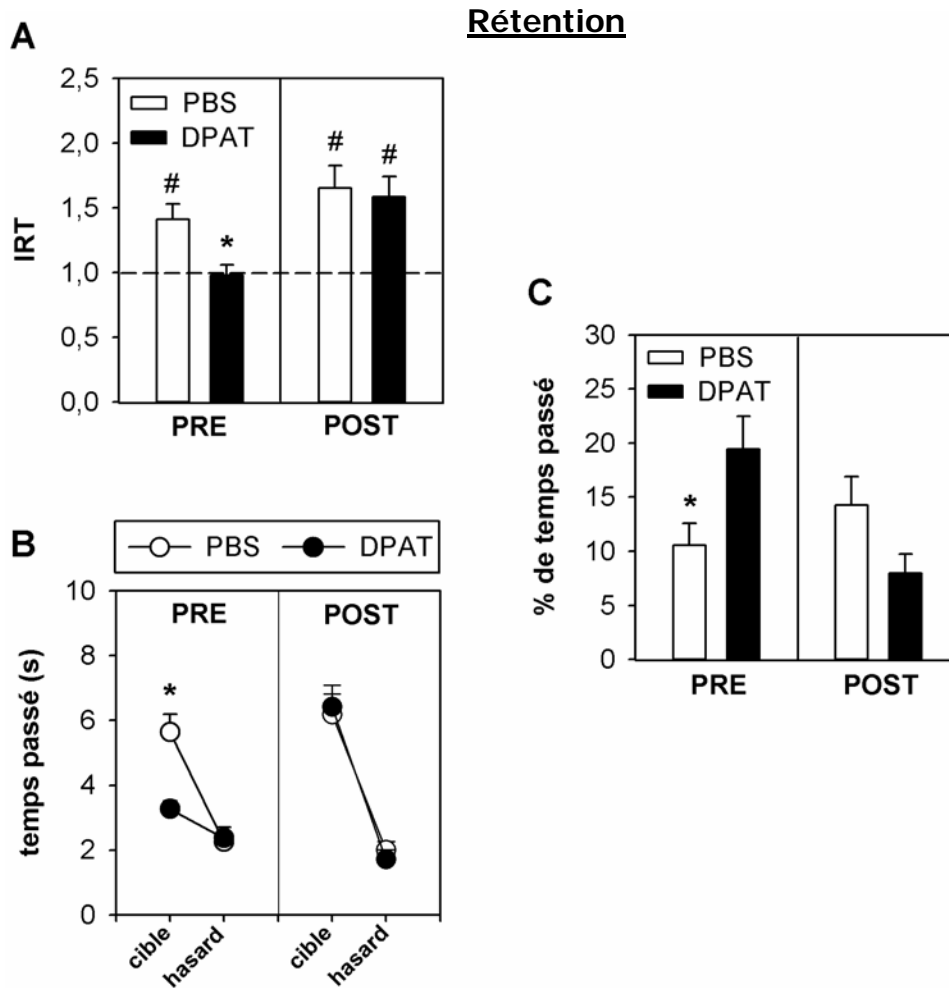 Rétention
A
2,5
2,0
1,5
1,0
0,5
0,0
IRT
PBS
DPAT
#
*
#
#
PRE POST
B
PBS DPAT
10
8
6
4
2
0
temps passé (s)
PRE POST
*
cible hasard cible hasard
C
30
25
20
15
10
5
0
% de temps passé
PBS
DPAT
*
PRE POST